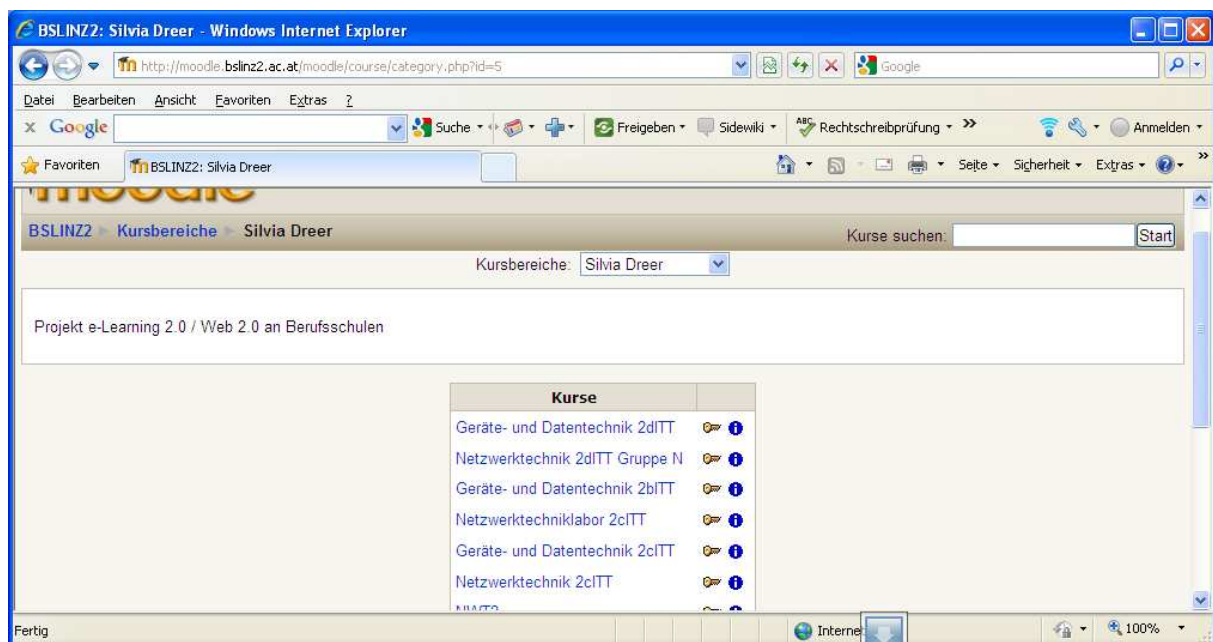 BSLINZ2: Silvia Dreer - Windows Internet Explorer
http://moodle.bslinz2.ac.at/moodle/course/category.php?id=5
Google
Datei Bearbeiten Ansicht Favoriten Extras ?
x Google Suche Freigeben Sidewiki ABC Rechtschreibprüfung » Anmelden
Favoriten BSLINZ2: Silvia Dreer Seite Sicherheit Extras »
moodle
BSLINZ2 Kursbereiche Silvia Dreer Kurse suchen: Start
Kursbereiche: Silvia Dreer
Projekt e-Learning 2.0 / Web 2.0 an Berufsschulen
Kurse
Geräte- und Datentechnik 2dITT
Netzwerktechnik 2dITT Gruppe N
Geräte- und Datentechnik 2bITT
Netzwerktechniklabor 2cITT
Geräte- und Datentechnik 2cITT
Netzwerktechnik 2cITT
NWT2
Fertig Interne 100%